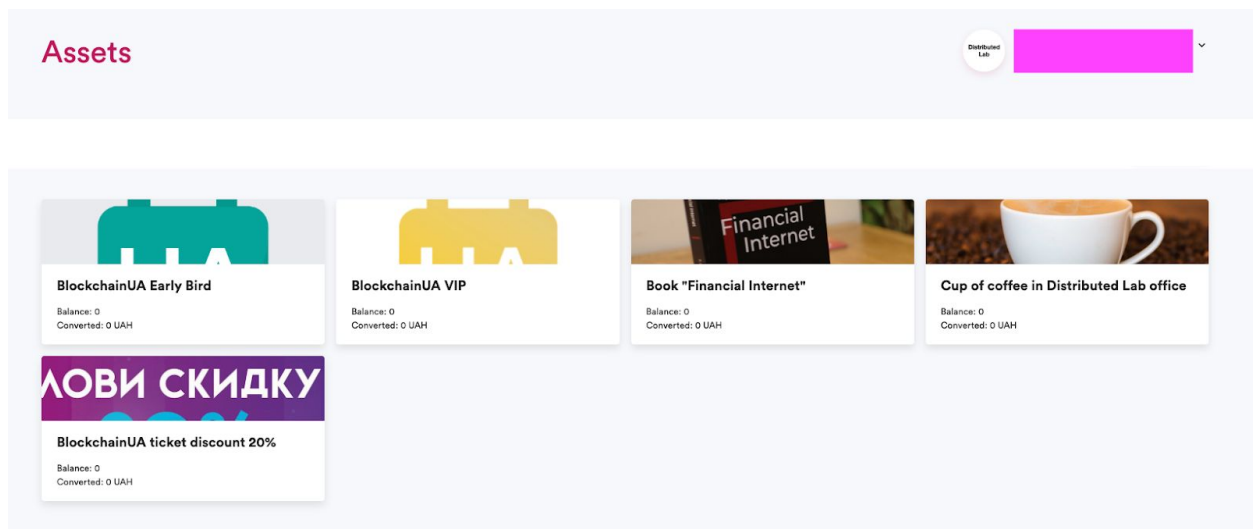 Assets
Distributed
Lab
UA
UA
Financial
Internet
BlockchainUA Early Bird
Balance: 0
Converted: 0 UAH
BlockchainUA VIP
Balance: 0
Converted: 0 UAH
Book "Financial Internet"
Balance: 0
Converted: 0 UAH
Cup of coffee in Distributed Lab office
Balance: 0
Converted: 0 UAH
ЛОВИ СКИДКУ
BlockchainUA ticket discount 20%
Balance: 0
Converted: 0 UAH